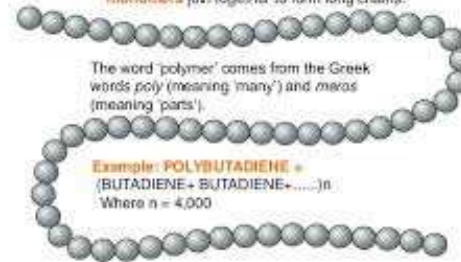 monomers join together to form long chains.
The word 'polymer' comes from the Greek
words poly (meaning 'many') and meros
(meaning 'parts').
Example: POLYBUTADIENE =
(BUTADIENE+ BUTADIENE+......)n
Where n = 4,000